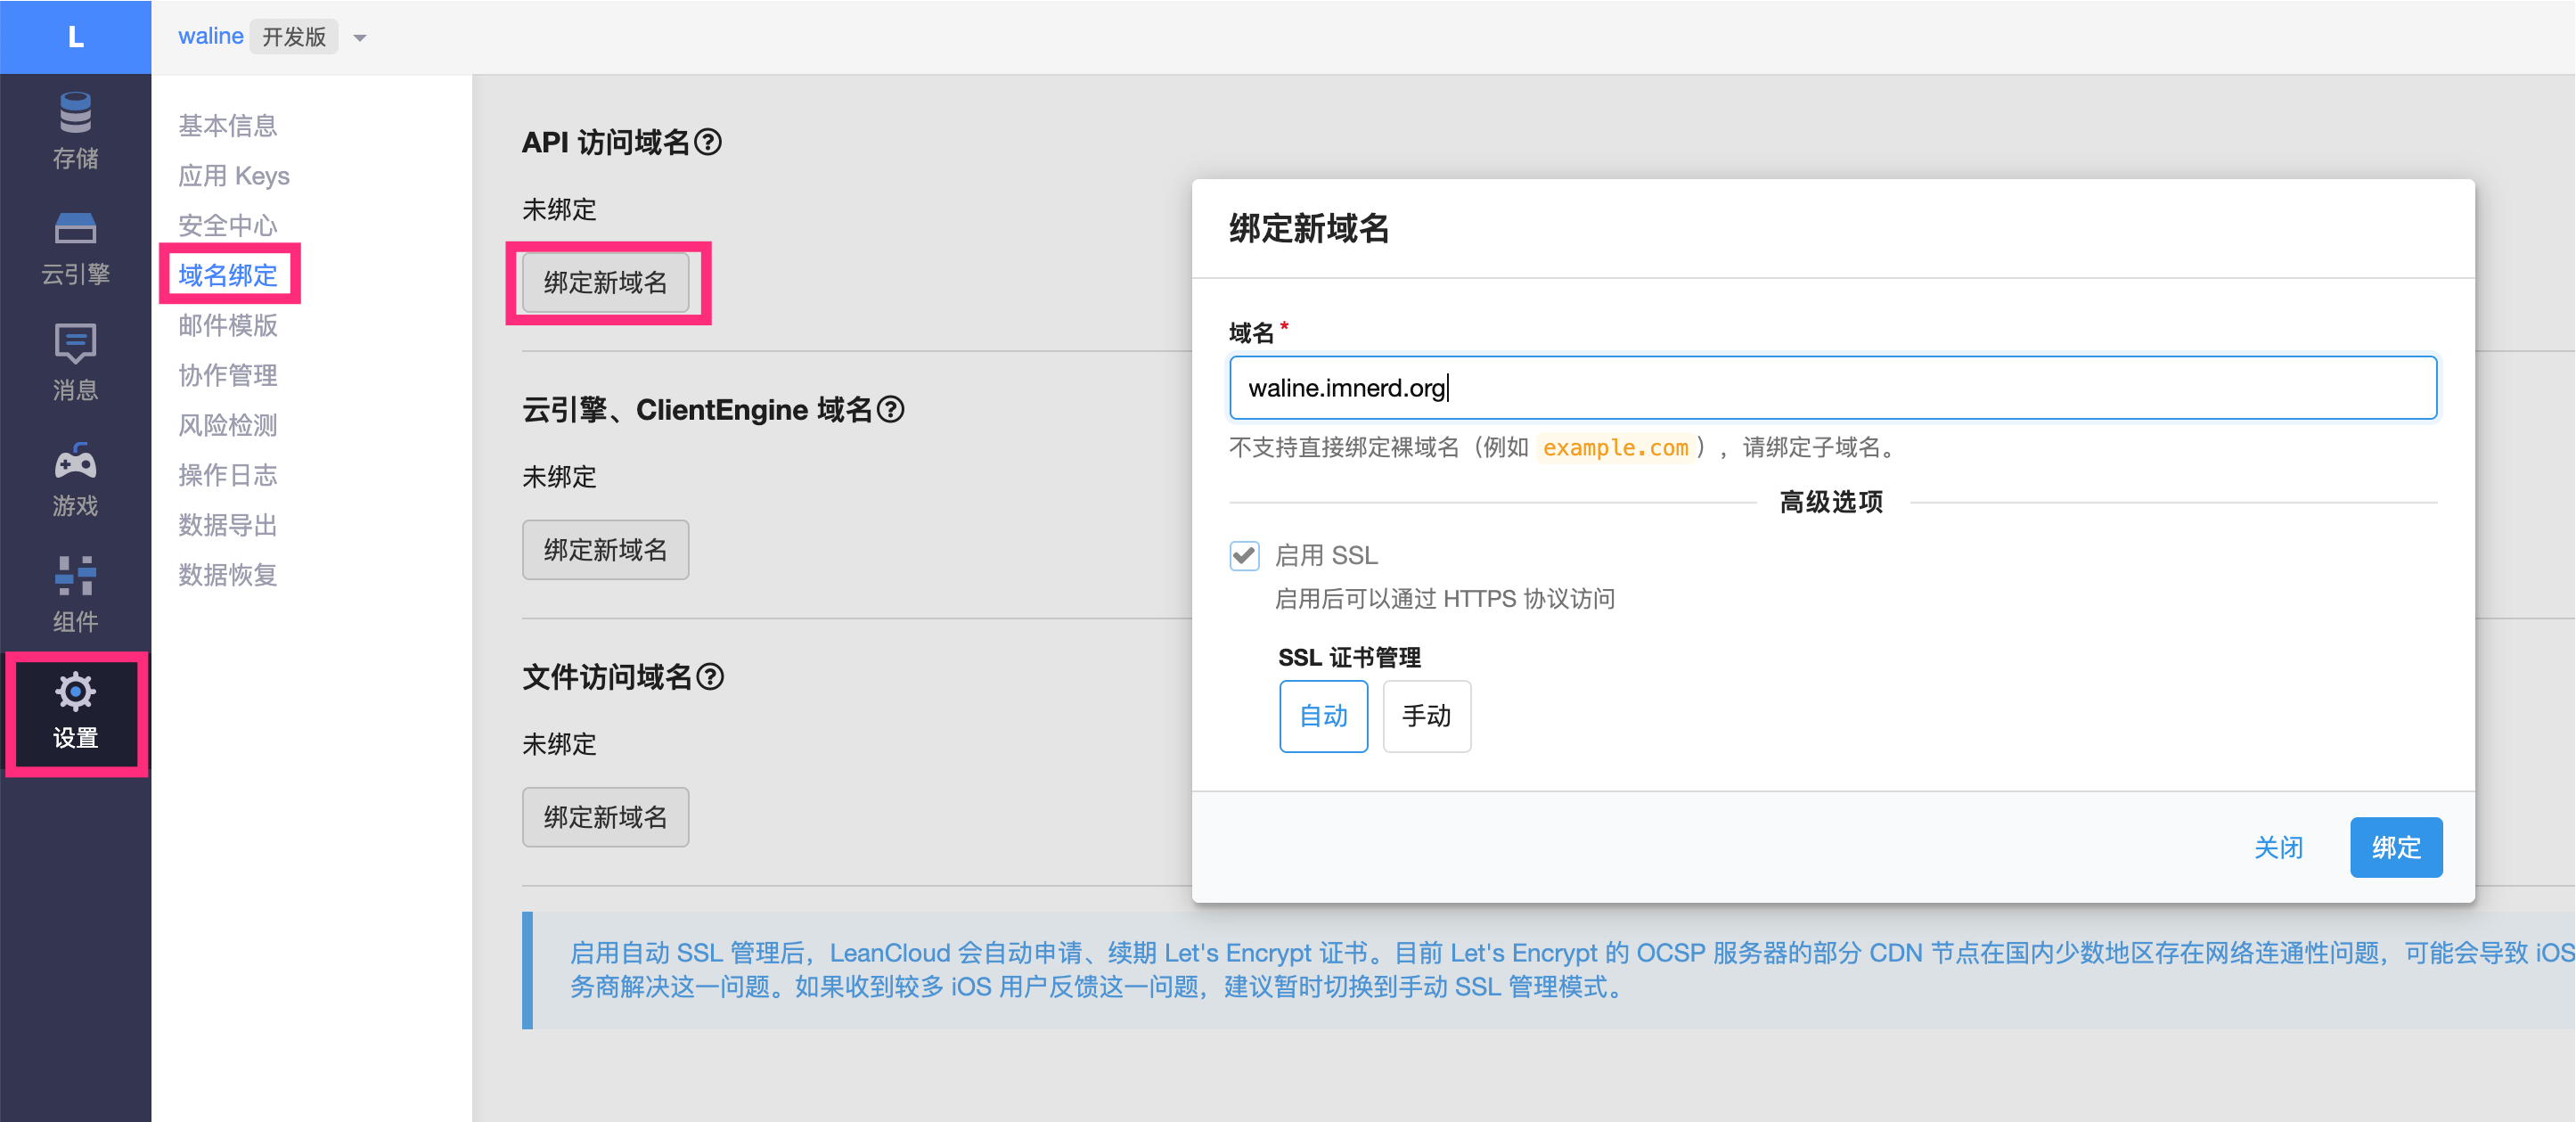 L
waline 开发版
存储
云引擎
消息
游戏
组件
设置
基本信息
应用 Keys
安全中心
域名绑定
邮件模版
协作管理
风险检测
操作日志
数据导出
数据恢复
API 访问域名?
未绑定
绑定新域名
云引擎、ClientEngine 域名?
未绑定
绑定新域名
文件访问域名?
未绑定
绑定新域名
启用自动 SSL 管理后，LeanCloud 会自动申请、续期 Let's Encrypt 证书。目前 Let's Encrypt 的 OCSP 服务器的部分 CDN 节点在国内少数地区存在网络连通性问题，可能会导致 iOS
务商解决这一问题。如果收到较多 iOS 用户反馈这一问题，建议暂时切换到手动 SSL 管理模式。
绑定新域名
域名 *
waline.imnerd.org
不支持直接绑定裸域名（例如 example.com），请绑定子域名。
高级选项
启用 SSL
启用后可以通过 HTTPS 协议访问
SSL 证书管理
自动 手动
关闭 绑定